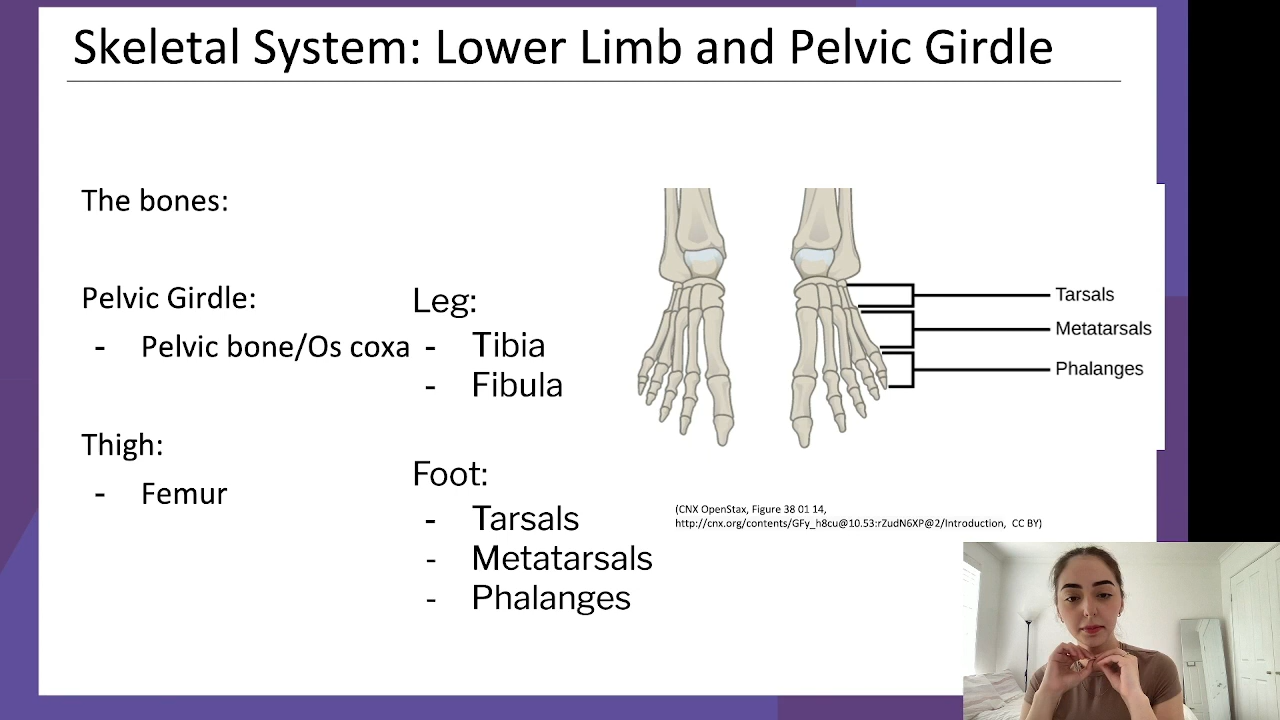 Skeletal System: Lower Limb and Pelvic Girdle
The bones:
Pelvic Girdle:
- Pelvic bone/Os coxa
Thigh:
- Femur
Leg:
- Tibia
- Fibula
Foot:
- Tarsals
- Metatarsals
- Phalanges
Tarsals
Metatarsals
Phalanges
(CNX OpenStax, Figure 38 01 14,
http://cnx.org/contents/GFy_h8cu@10.53:rZudN6XP@2/Introduction, CC BY)